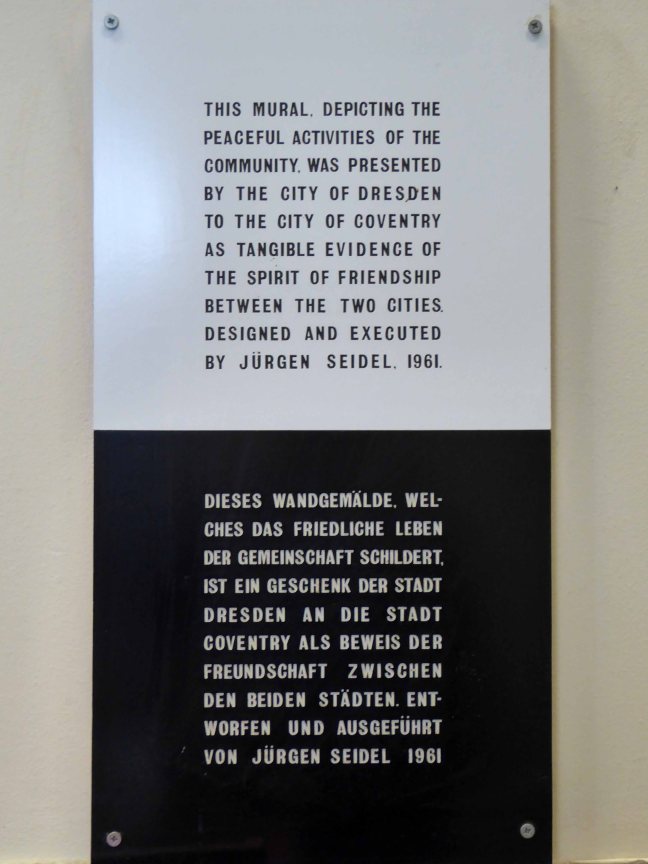 THIS MURAL, DEPICTING THE
PEACEFUL ACTIVITIES OF THE
COMMUNITY, WAS PRESENTED
BY THE CITY OF DRESDEN
TO THE CITY OF COVENTRY
AS TANGIBLE EVIDENCE OF
THE SPIRIT OF FRIENDSHIP
BETWEEN THE TWO CITIES.
DESIGNED AND EXECUTED
BY JÜRGEN SEIDEL, 1961.
DIESES WANDGEMÄLDE, WEL-
CHES DAS FRIEDLICHE LEBEN
DER GEMEINSCHAFT SCHILDERT,
IST EIN GESCHENK DER STADT
DRESDEN AN DIE STADT
COVENTRY ALS BEWEIS DER
FREUNDSCHAFT ZWISCHEN
DEN BEIDEN STÄDTEN. ENT-
WORFEN UND AUSGEFÜHRT
VON JÜRGEN SEIDEL 1961